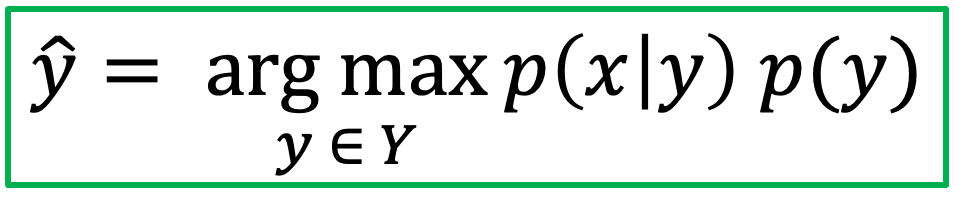 ŷ = arg max p(x|y) p(y)
y ∈ Y